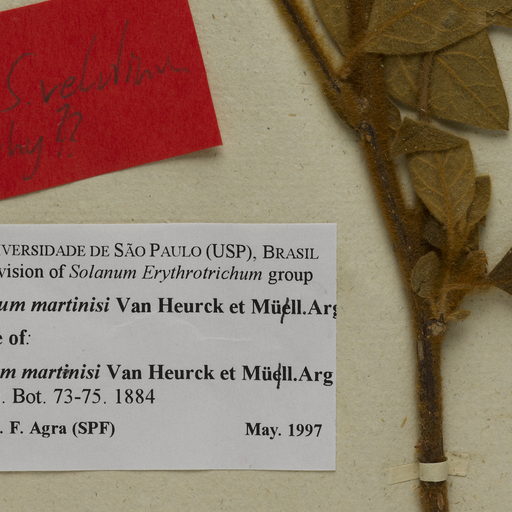 S. velutinum
VERSIDADE DE SÃO PAULO (USP), BRASIL
vision of Solanum Erythrotrichum group
um martinisi Van Heurck et Müell.Arg
e of:
m martinisi Van Heurck et Müell.Arg
. Bot. 73-75. 1884
. F. Agra (SPF)
May. 1997